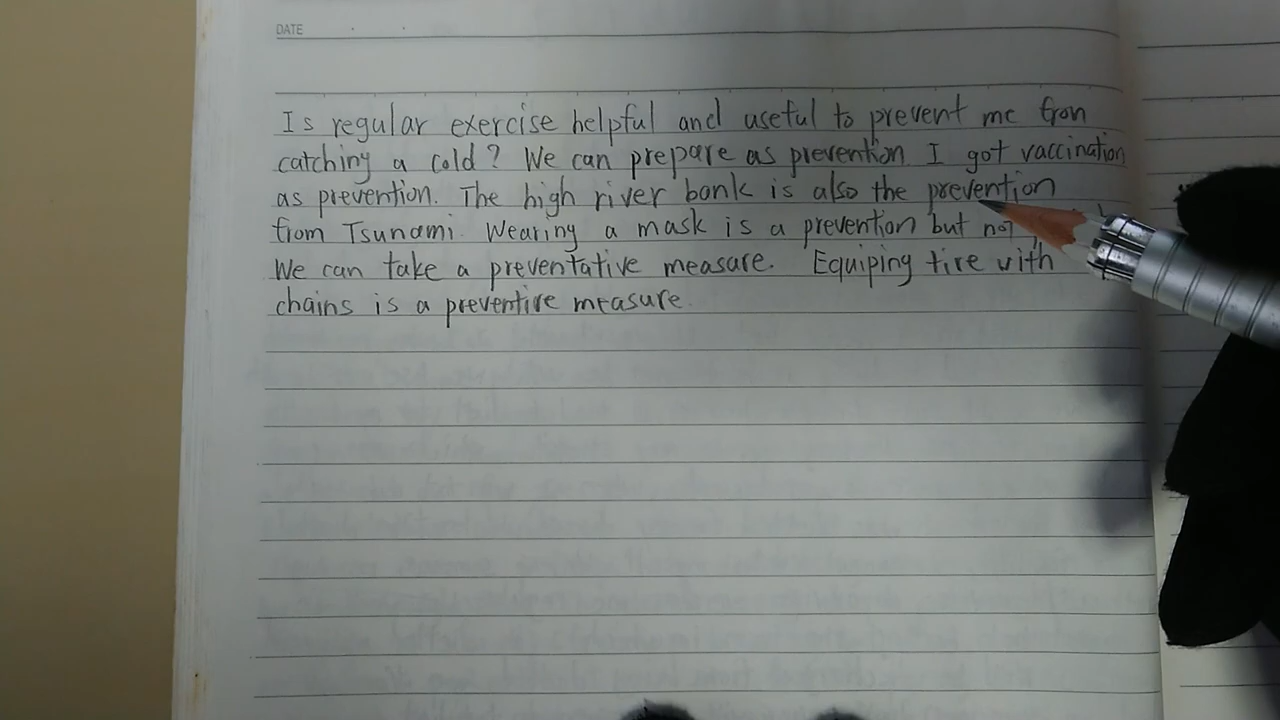 DATE
Is regular exercise helpful and useful to prevent me from
catching a cold? We can prepare as prevention I got vaccination
as prevention. The high river bank is also the prevention
from Tsunami. Wearing a mask is a prevention but not
We can take a preventative measure. Equiping tire with
chains is a preventive measure.